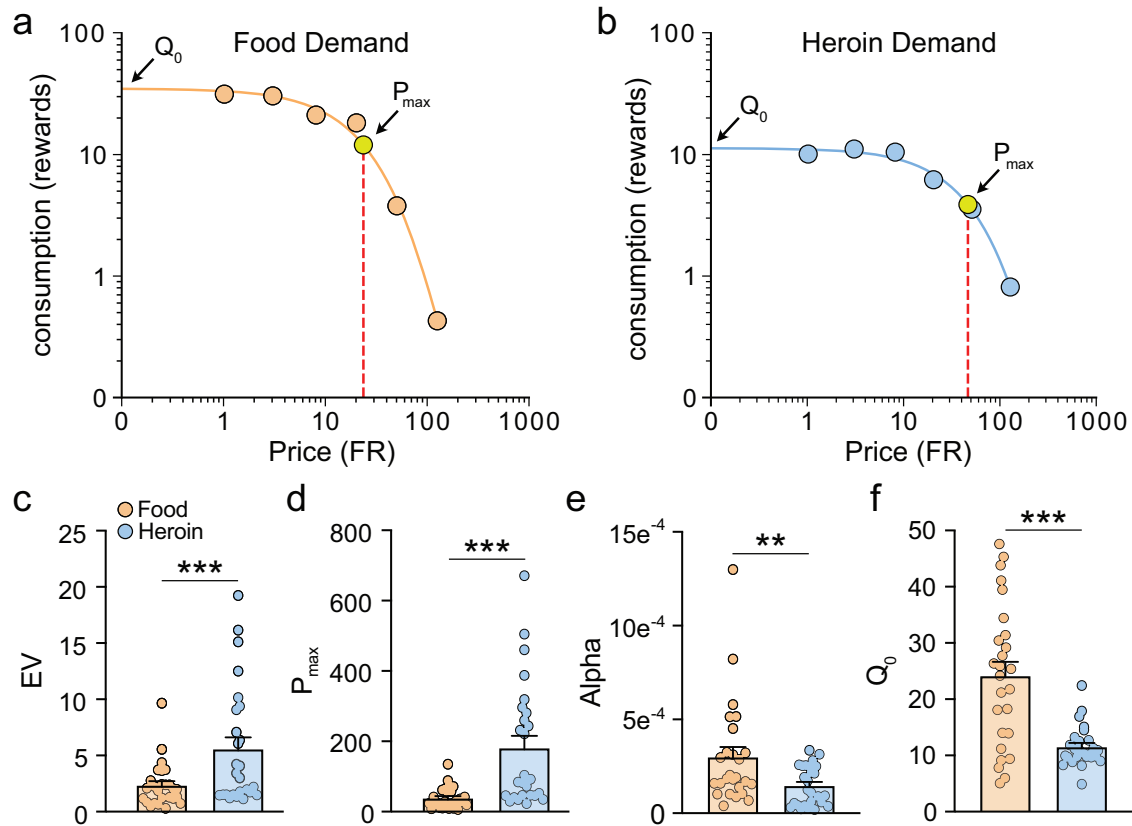 a
Food Demand
consumption (rewards)
100
10
1
0
Q₀
Pmax
0 1 10 100 1000
Price (FR)
b
Heroin Demand
consumption (rewards)
100
10
1
0
Q₀
Pmax
0 1 10 100 1000
Price (FR)
c
Food
Heroin
EV
25
20
15
10
5
0
***
d
Pmax
800
600
400
200
0
***
e
Alpha
15e⁻⁴
10e⁻⁴
5e⁻⁴
0
**
f
Q₀
50
40
30
20
10
0
***